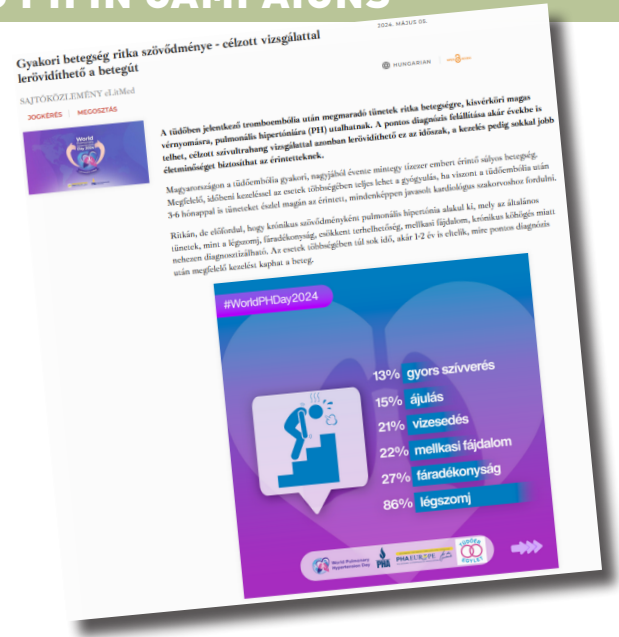 2024. MÁJUS 05.
Gyakori betegség ritka szövődménye - célzott vizsgálattal
lerövidíthető a betegút
HUNGARIAN
SAJTÓKÖZLEMÉNY eLitMed
JOGKÉRÉS
MEGOSZTÁS
World
A tüdőben jelentkező tromboembólia után megmaradó tünetek ritka betegségre, kisvérköri magas
vérnyomásra, pulmonális hipertóniára (PH) utalhatnak. A pontos diagnózis felállítása akár évekbe is
telhet, célzott szívultrahang vizsgálattal azonban lerövidíthető ez az időszak, a kezelés pedig sokkal jobb
életminőséget biztosíthat az érintetteknek.
Magyarországon a tüdőembólia gyakori, nagyjából évente mintegy tízezer embert érintő súlyos betegség.
Megfelelő, időbeni kezeléssel az esetek többségében teljes lehet a gyógyulás, ha viszont a tüdőembólia után
3-6 hónappal is tüneteket észlel magán az érintett, mindenképpen javasolt kardiológus szakorvoshoz fordulni.
Ritkán, de előfordul, hogy krónikus szövődményként pulmonális hipertónia alakul ki, mely az általános
tünetek, mint a légszomj, fáradékonyság, csökkent terhelhetőség, mellkasi fájdalom, krónikus köhögés miatt
nehezen diagnosztizálható. Az esetek többségében túl sok idő, akár 1-2 év is eltelik, mire pontos diagnózis
után megfelelő kezelést kaphat a beteg.
#WorldPHDay2024
13% gyors szívverés
15% ájulás
21% vizesedés
22% mellkasi fájdalom
27% fáradékonyság
86% légszomj
World Pulmonary
Hypertension Day
PHA
PHA EUROPE
TÜDŐÉR
EGYLET